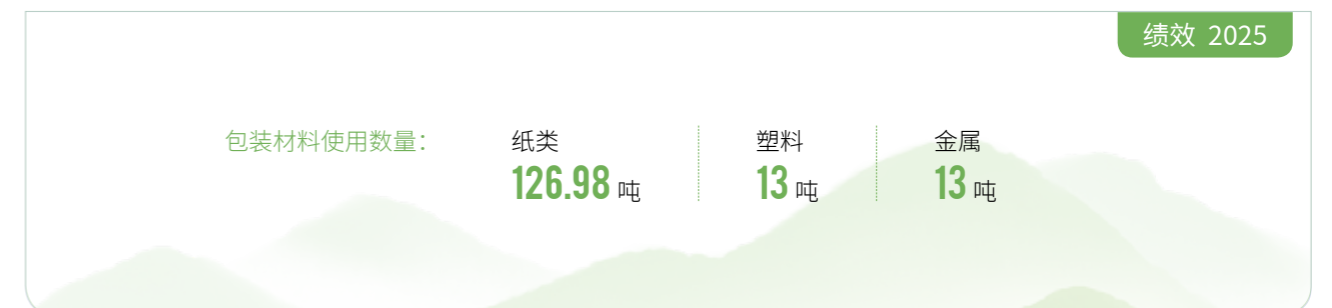 绩效 2025
包装材料使用数量：
纸类
126.98 吨
塑料
13 吨
金属
13 吨